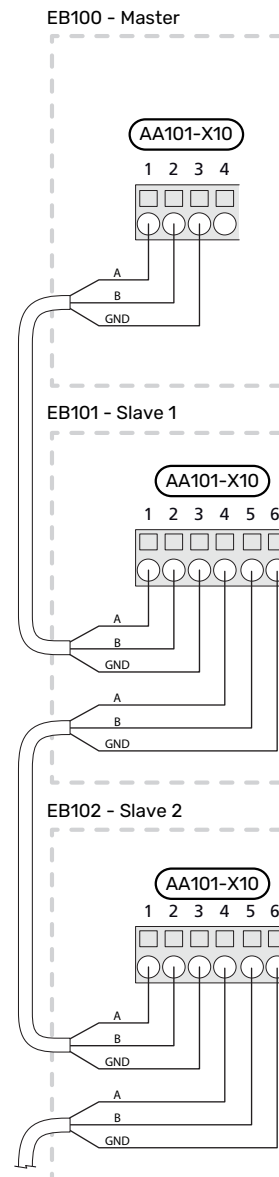 EB100 - Master
AA101-X10
1 2 3 4
A
B
GND
EB101 - Slave 1
AA101-X10
1 2 3 4 5 6
A
B
GND
A
B
GND
EB102 - Slave 2
AA101-X10
1 2 3 4 5 6
A
B
GND
A
B
GND